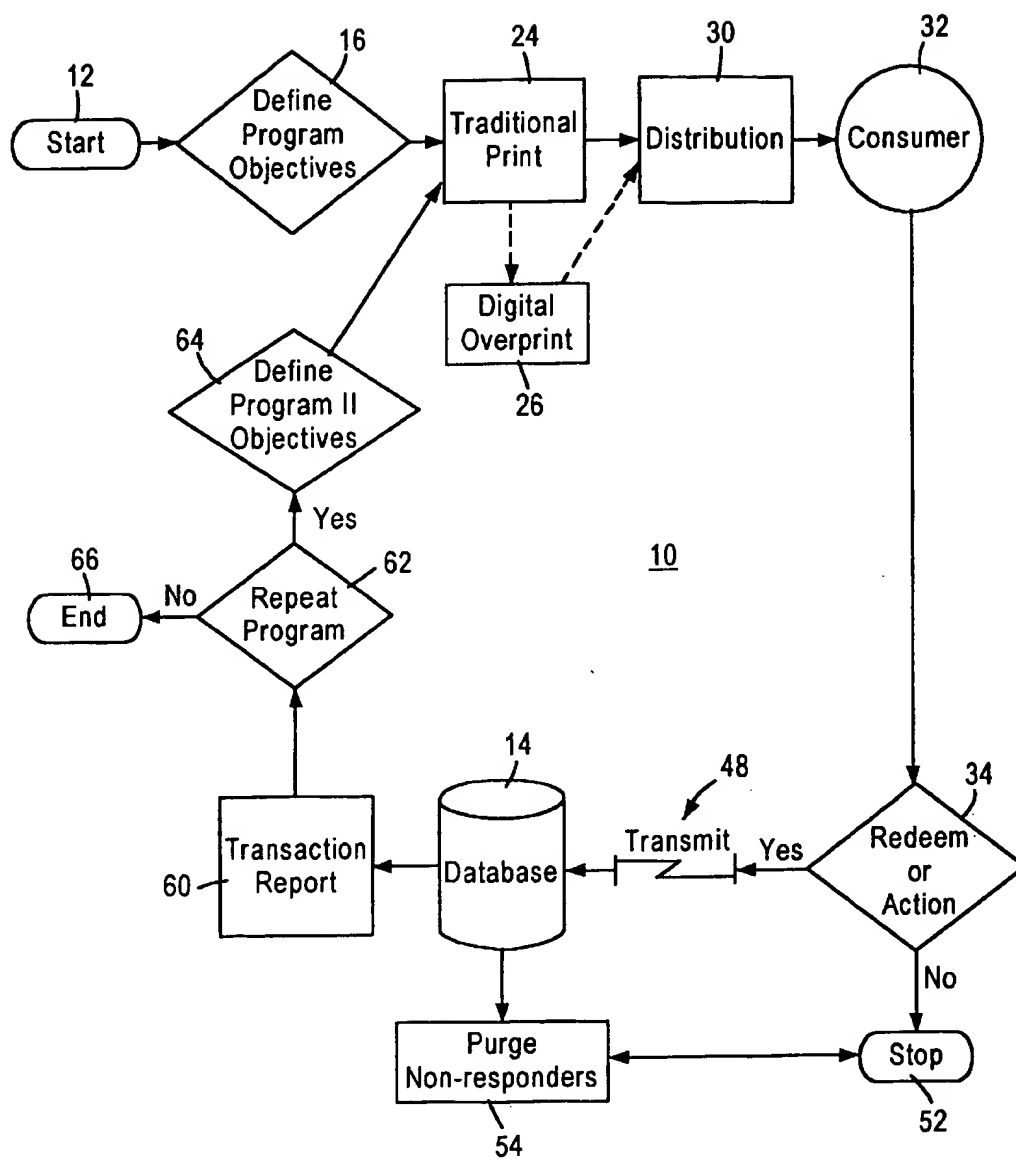 12
Start
16
Define
Program
Objectives
24
Traditional
Print
30
Distribution
32
Consumer
Digital
Overprint
26
64
Define
Program II
Objectives
Yes
62
Repeat
Program
No
66
End
10
34
Redeem
or
Action
Yes
No
48
Transmit
14
Database
Transaction
Report
60
Purge
Non-responders
54
Stop
52